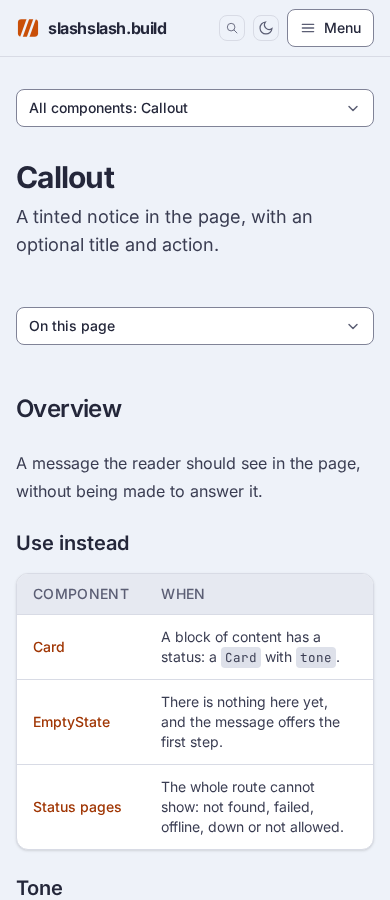 slashslash.build
Menu
All components: Callout
Callout
A tinted notice in the page, with an
optional title and action.
On this page
Overview
A message the reader should see in the page,
without being made to answer it.
Use instead
COMPONENT WHEN
Card
A block of content has a
status: a Card with tone.
EmptyState
There is nothing here yet,
and the message offers the
first step.
Status pages
The whole route cannot
show: not found, failed,
offline, down or not allowed.
Tone